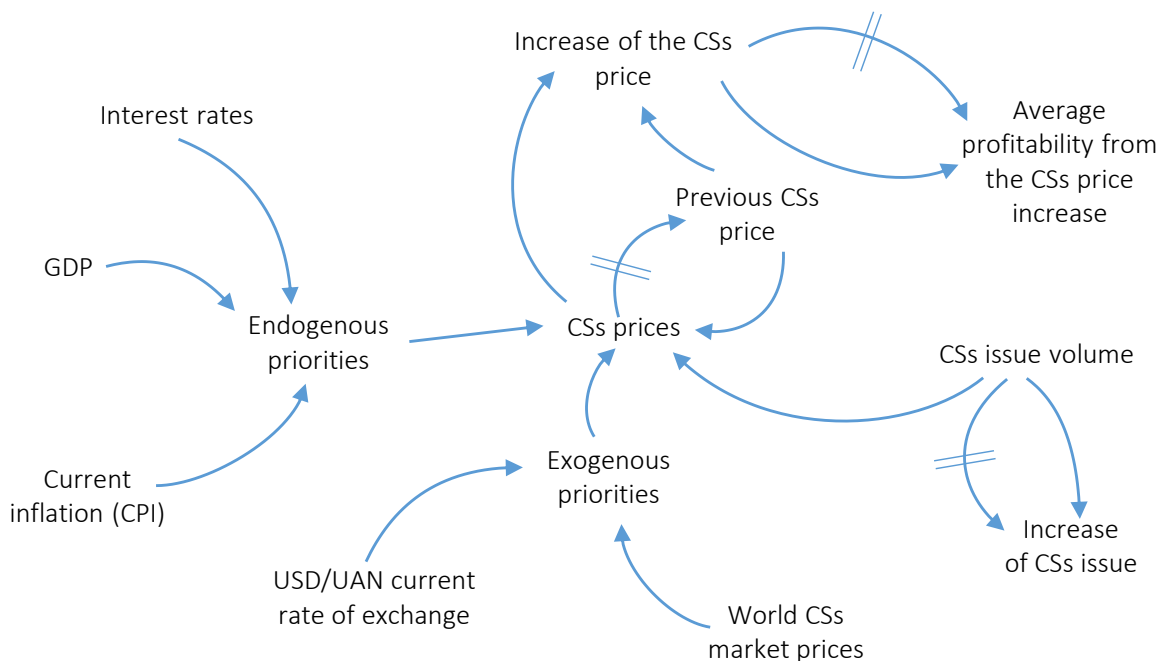 Increase of the CSs
price
Interest rates
Average
profitability from
the CSs price
increase
Previous CSs
price
GDP
Endogenous
priorities
CSs prices
CSs issue volume
Exogenous
priorities
Current
inflation (CPI)
Increase
of CSs issue
USD/UAN current
rate of exchange
World CSs
market prices